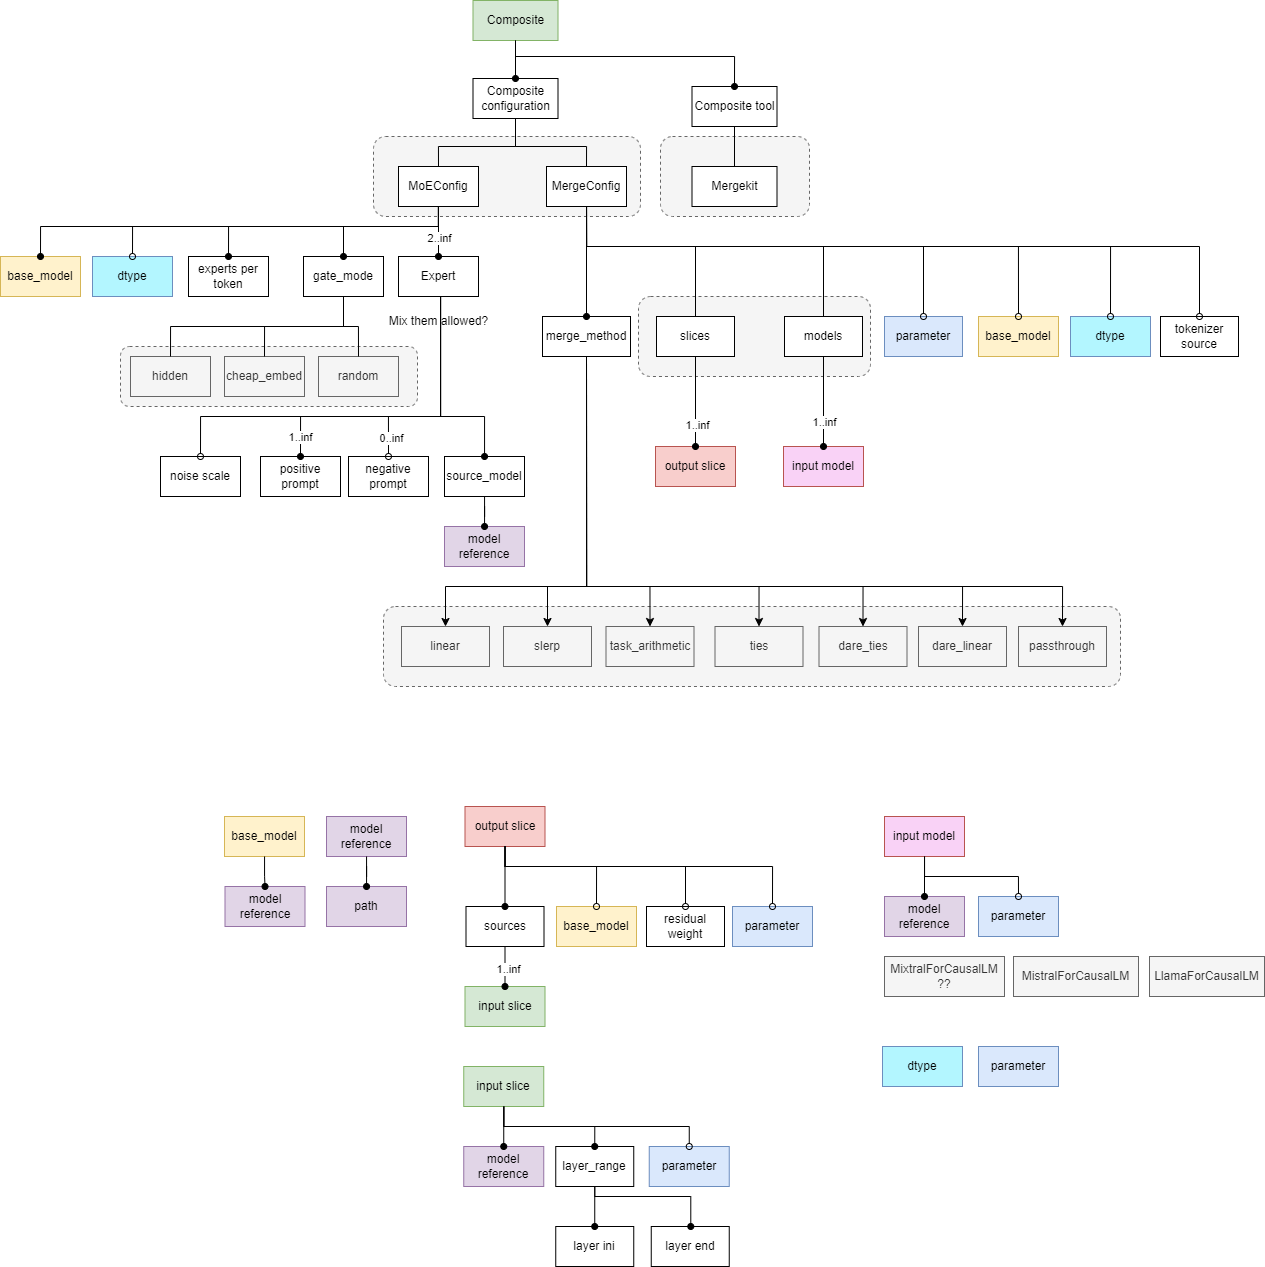 Composite
Composite
configuration
Composite tool
MoEConfig
MergeConfig
Mergekit
2..inf
base_model
dtype
experts per
token
gate_mode
Expert
Mix them allowed?
merge_method
slices
models
parameter
base_model
dtype
tokenizer
source
hidden
cheap_embed
random
1..inf
0..inf
1..inf
1..inf
noise scale
positive
prompt
negative
prompt
source_model
output slice
input model
model
reference
linear
slerp
task_arithmetic
ties
dare_ties
dare_linear
passthrough
base_model
model
reference
output slice
input model
model
reference
path
sources
base_model
residual
weight
parameter
model
reference
parameter
1..inf
MixtralForCausalLM
??
MistralForCausalLM
LlamaForCausalLM
input slice
dtype
parameter
input slice
model
reference
layer_range
parameter
layer ini
layer end